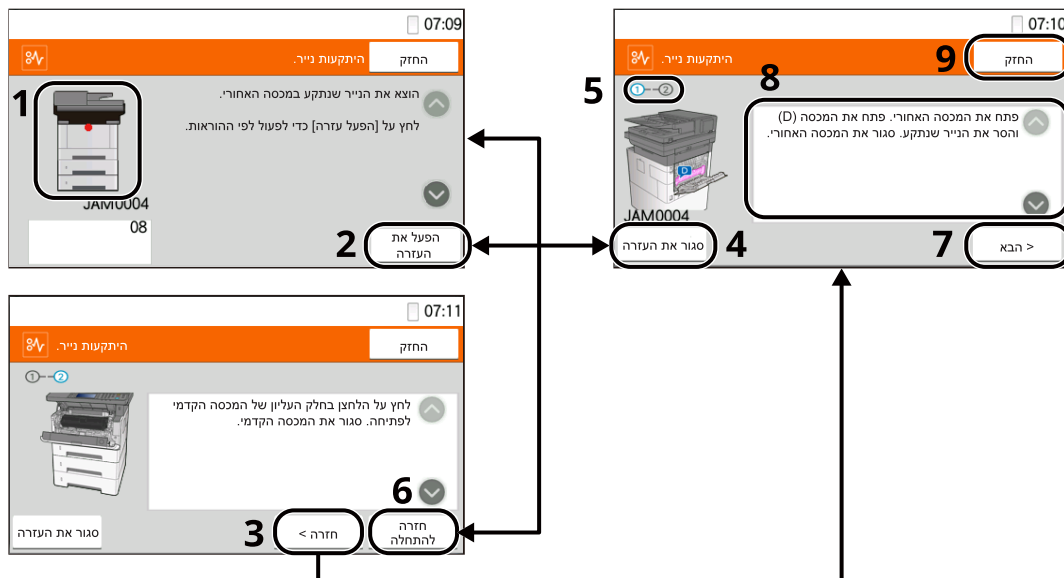 07:09
היתקעות נייר.
החזק
1
הוצא את הנייר שנתקע במכסה האחורי.
לחץ על [הפעל עזרה] כדי לפעול לפי ההוראות.
JAM0004
08
2
הפעל את
העזרה
07:10
היתקעות נייר.
9
החזק
5
1
2
8
פתח את המכסה האחורי. פתח את המכסה (D)
והסר את הנייר שנתקע. סגור את המכסה האחורי.
D
JAM0004
סגור את העזרה
4
7
הבא >
07:11
היתקעות נייר.
החזק
1
2
לחץ על הלחצן בחלק העליון של המכסה הקדמי
לפתיחה. סגור את המכסה הקדמי.
6
סגור את העזרה
3
< חזרה
חזרה
להתחלה